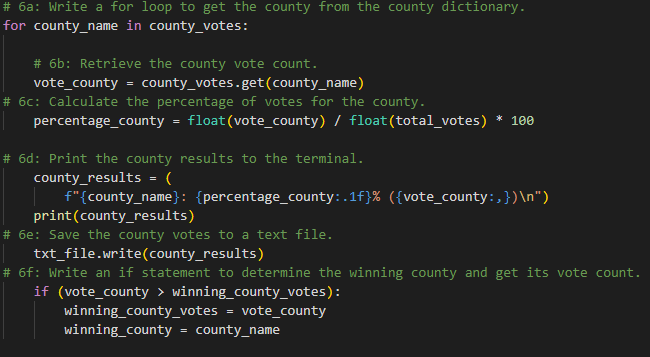 # 6a: Write a for loop to get the county from the county dictionary.
for county_name in county_votes:
# 6b: Retrieve the county vote count.
vote_county = county_votes.get(county_name)
# 6c: Calculate the percentage of votes for the county.
percentage_county = float(vote_county) / float(total_votes) * 100
# 6d: Print the county results to the terminal.
county_results = (
f"{county_name}: {percentage_county:.1f}% ({vote_county:,})\n")
print(county_results)
# 6e: Save the county votes to a text file.
txt_file.write(county_results)
# 6f: Write an if statement to determine the winning county and get its vote count.
if (vote_county > winning_county_votes):
winning_county_votes = vote_county
winning_county = county_name